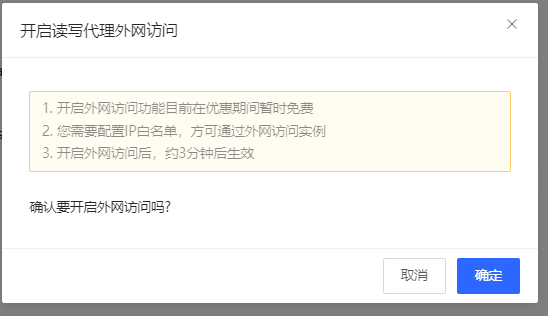 开启读写代理外网访问
1. 开启外网访问功能目前在优惠期间暂时免费
2. 您需要配置IP白名单，方可通过外网访问实例
3. 开启外网访问后，约3分钟后生效
确认要开启外网访问吗?
取消
确定